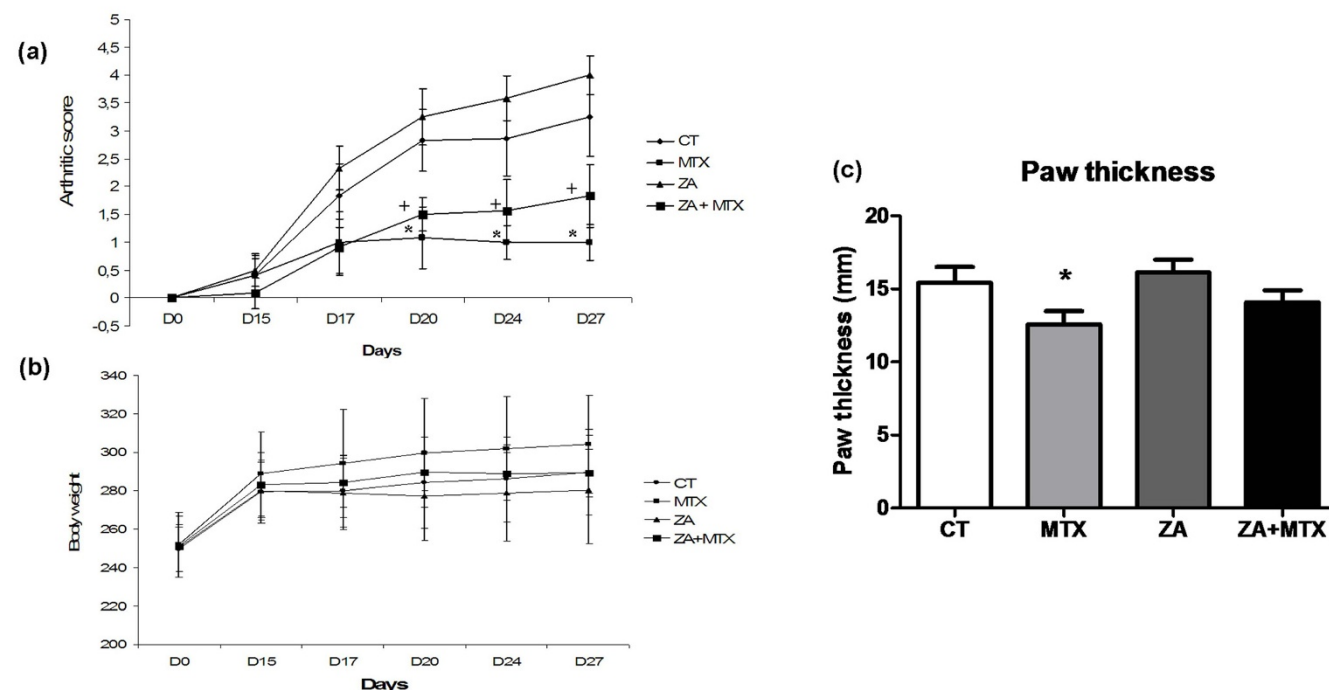 (a)
Arthritic score
5
4,5
4
3,5
3
2,5
2
1,5
1
0,5
0
-0,5
+ + +
* * *
D0 D15 D17 D20 D24 D27
Days
CT
MTX
ZA
ZA + MTX
(b)
Body weight
340
320
300
280
260
240
220
200
D0 D15 D17 D20 D24 D27
Days
CT
MTX
ZA
ZA+MTX
(c)
Paw thickness
Paw thickness (mm)
20
15
10
5
0
*
CT MTX ZA ZA+MTX